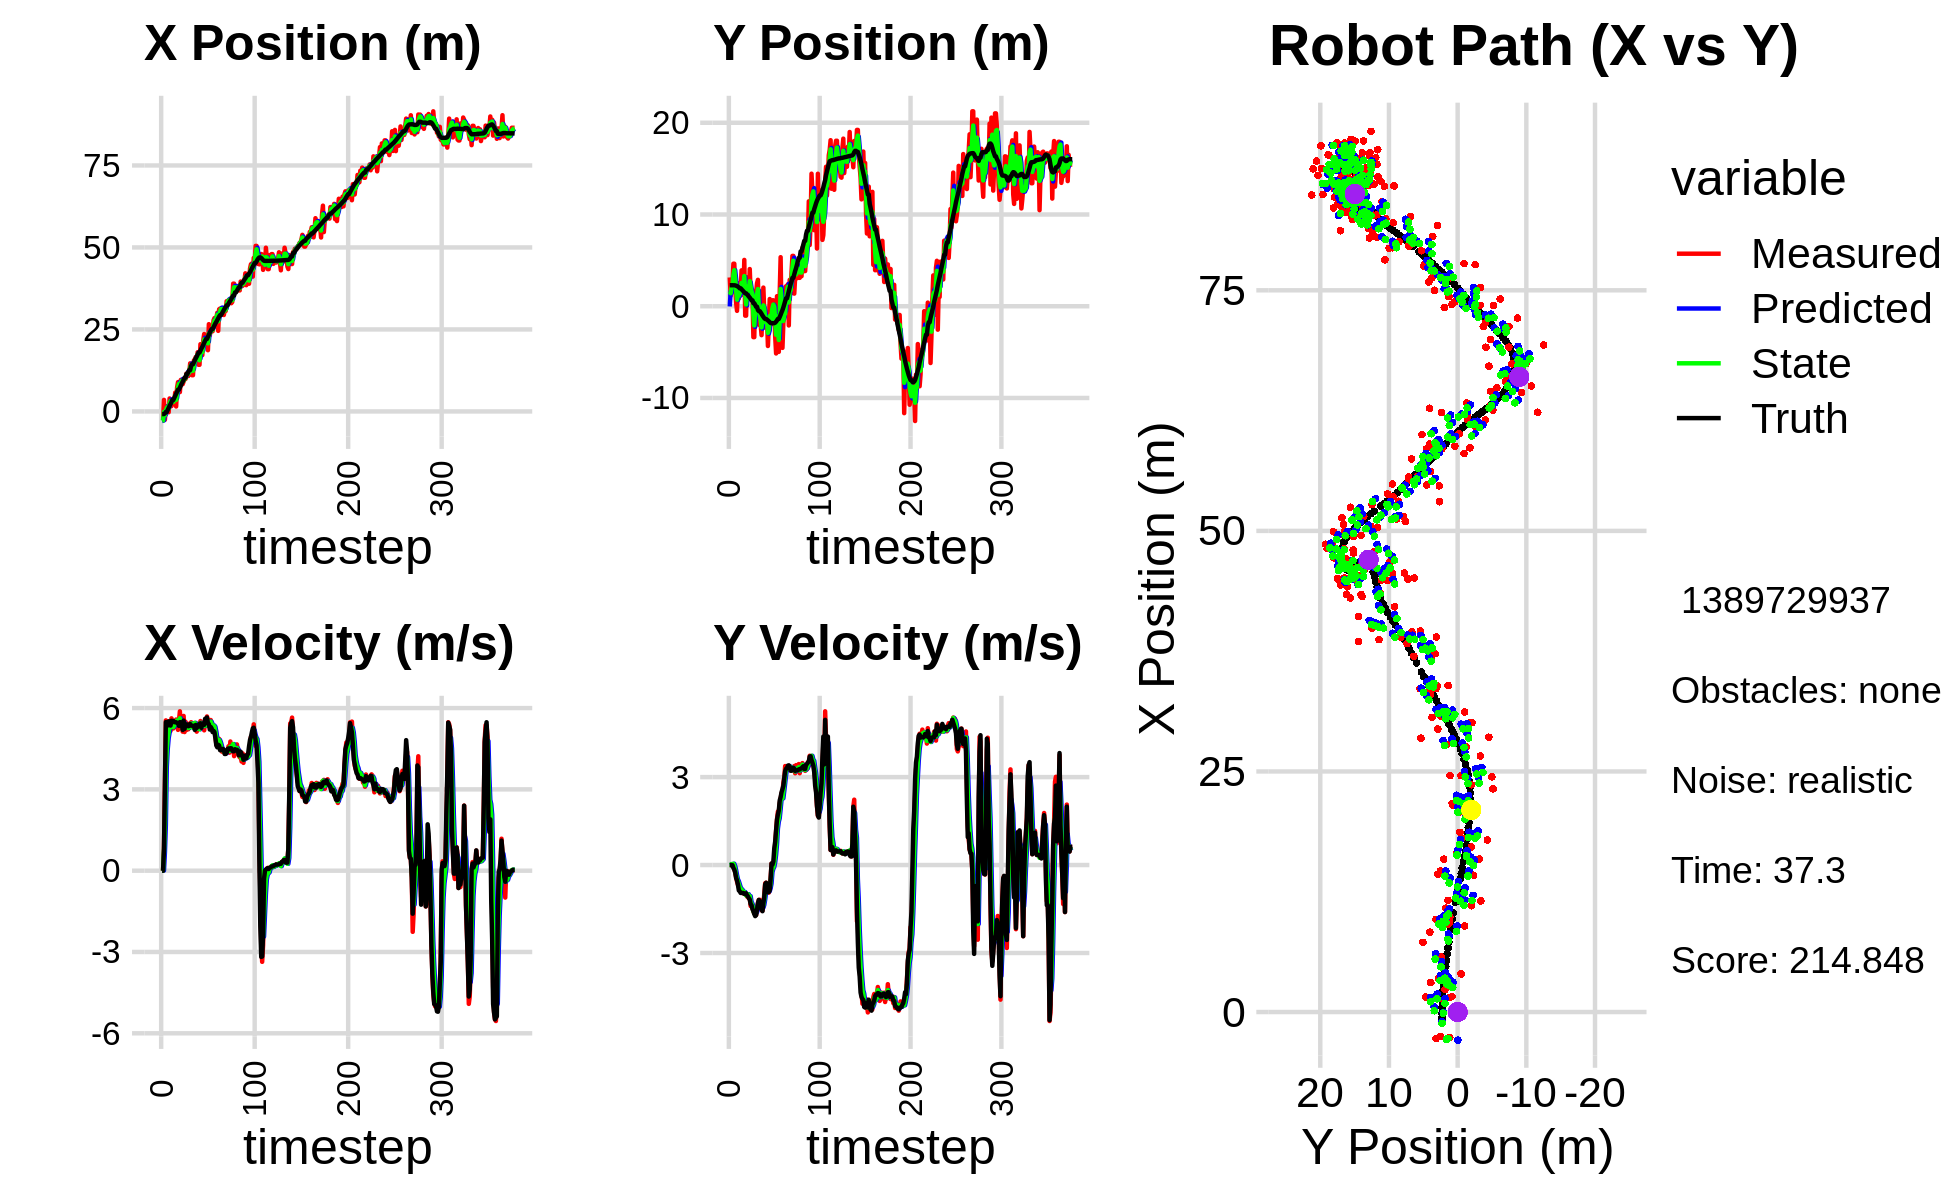 X Position (m)
75
50
25
0
0 100 200 300
timestep
Y Position (m)
20
10
0
-10
0 100 200 300
timestep
X Velocity (m/s)
6
3
0
-3
-6
0 100 200 300
timestep
Y Velocity (m/s)
3
0
-3
0 100 200 300
timestep
Robot Path (X vs Y)
X Position (m)
75
50
25
0
20 10 0 -10 -20
Y Position (m)
variable
Measured
Predicted
State
Truth
1389729937
Obstacles: none
Noise: realistic
Time: 37.3
Score: 214.848